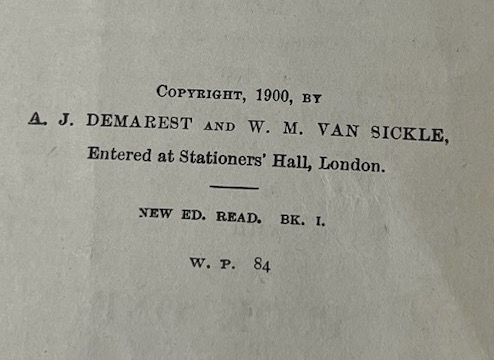 COPYRIGHT, 1900, BY
A. J. DEMAREST AND W. M. VAN SICKLE,
Entered at Stationers' Hall, London.
NEW ED. READ. BK. I.
W. P. 84